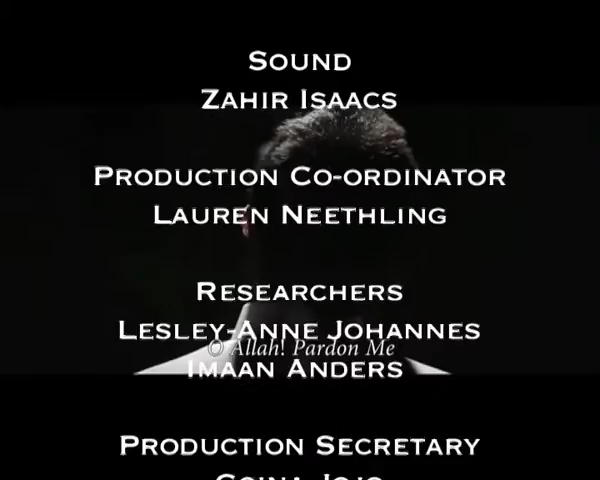 SOUND
ZAHIR ISAACS
PRODUCTION CO-ORDINATOR
LAUREN NEETHLING
RESEARCHERS
LESLEY-ANNE JOHANNES
O Allah! Pardon Me
IMAAN ANDERS
PRODUCTION SECRETARY